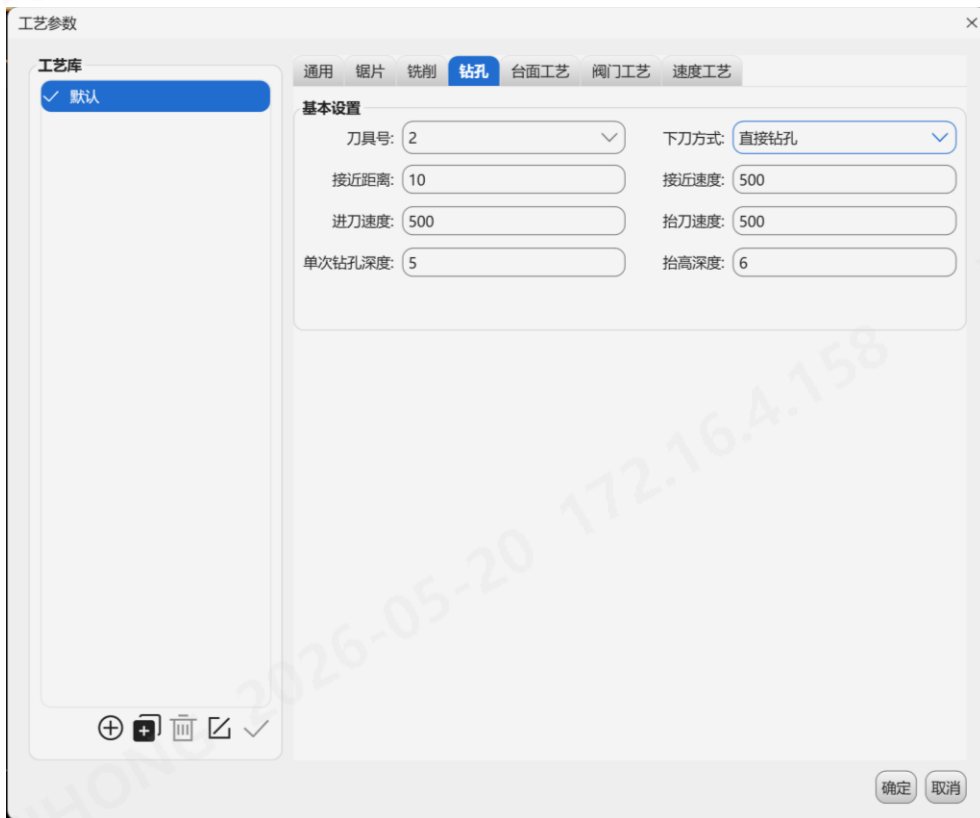 工艺参数
工艺库
默认
通用 锯片 铣削 钻孔 台面工艺 阀门工艺 速度工艺
基本设置
刀具号: 2 下刀方式: 直接钻孔
接近距离: 10 接近速度: 500
进刀速度: 500 抬刀速度: 500
单次钻孔深度: 5 抬高深度: 6
2026-05-20 172.16.4.158
确定 取消